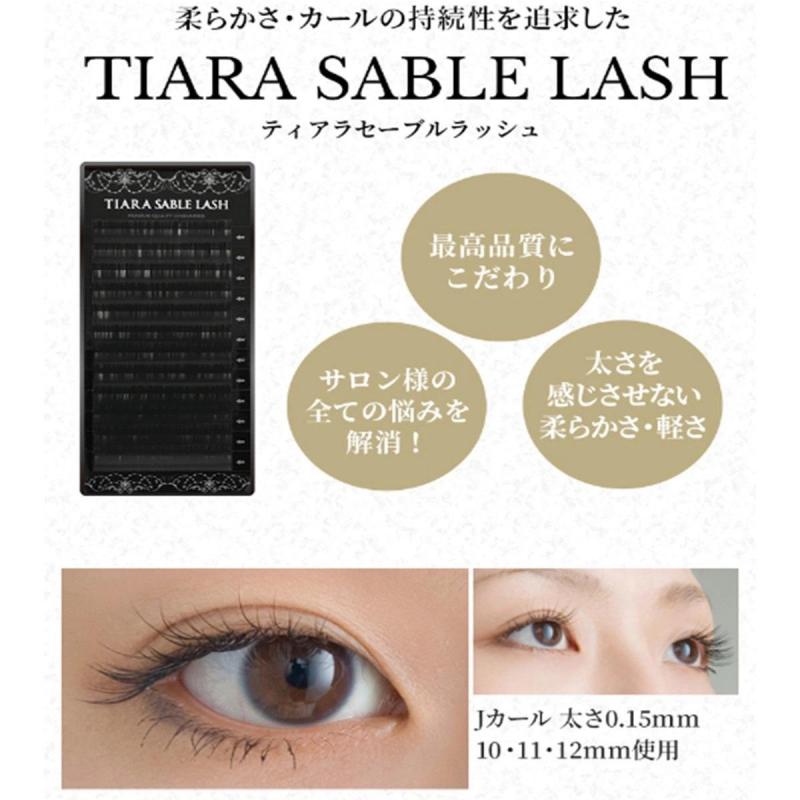 柔らかさ・カールの持続性を追求した
TIARA SABLE LASH
ティアラセーブルラッシュ
TIARA SABLE LASH
最高品質に
こだわり
サロン様の
全ての悩みを
解消！
太さを
感じさせない
柔らかさ・軽さ
Jカール 太さ0.15mm
10・11・12mm使用